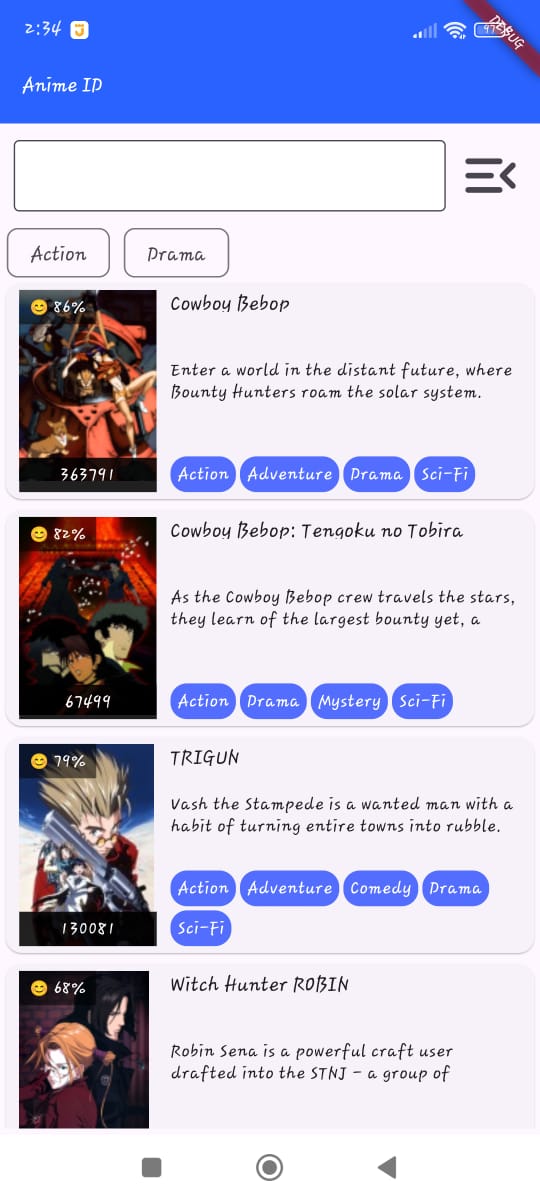 2:34
97
DEBUG
Anime ID
Action
Drama
86%
Cowboy Bebop
Enter a world in the distant future, where
Bounty Hunters roam the solar system.
363791
Action Adventure Drama Sci-Fi
82%
Cowboy Bebop: Tengoku no Tobira
As the Cowboy Bebop crew travels the stars,
they learn of the largest bounty yet, a
67499
Action Drama Mystery Sci-Fi
79%
TRIGUN
Vash the Stampede is a wanted man with a
habit of turning entire towns into rubble.
130081
Action Adventure Comedy Drama
Sci-Fi
68%
Witch Hunter ROBIN
Robin Sena is a powerful craft user
drafted into the STNJ - a group of